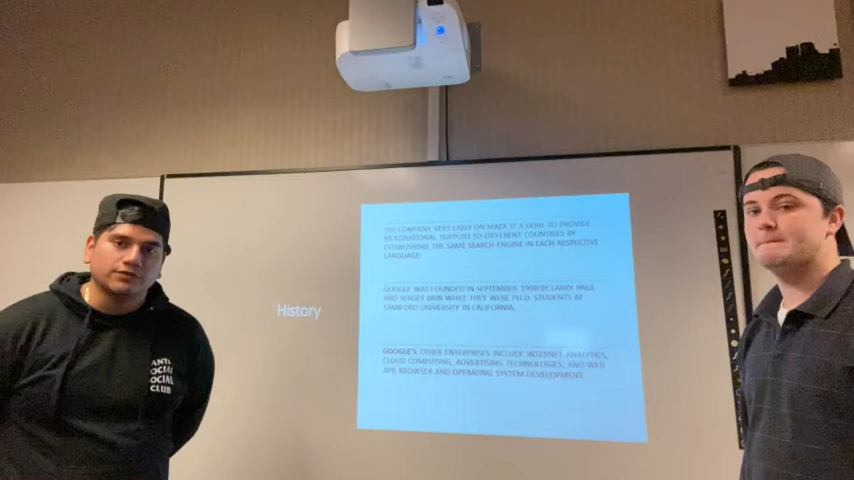 THE COMPANY VERY EARLY ON MADE IT A GOAL TO PROVIDE
MULTINATIONAL SUPPORT TO DIFFERENT COUNTRIES BY
ESTABLISHING THE SAME SEARCH ENGINE IN EACH RESPECTIVE
LANGUAGE.
GOOGLE WAS FOUNDED IN SEPTEMBER 1998 BY LARRY PAGE
AND SERGEY BRIN WHILE THEY WERE PH.D. STUDENTS AT
STANFORD UNIVERSITY IN CALIFORNIA.
History
GOOGLE'S OTHER ENTERPRISES INCLUDE INTERNET ANALYTICS,
CLOUD COMPUTING, ADVERTISING TECHNOLOGIES, AND WEB
APP, BROWSER AND OPERATING SYSTEM DEVELOPMENT.
ANTI
SOCIAL
SOCIAL
CLUB